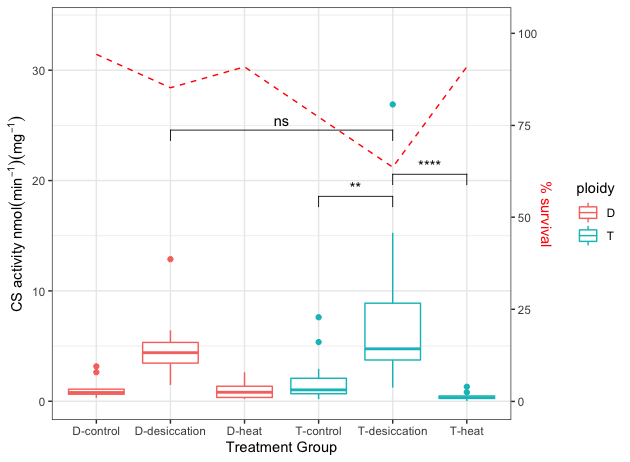 CS activity nmol(min⁻¹)(mg⁻¹)
30
20
10
0
ns
**
****
100
75
50
25
0
% survival
D-control D-desiccation D-heat T-control T-desiccation T-heat
Treatment Group
ploidy
D
T